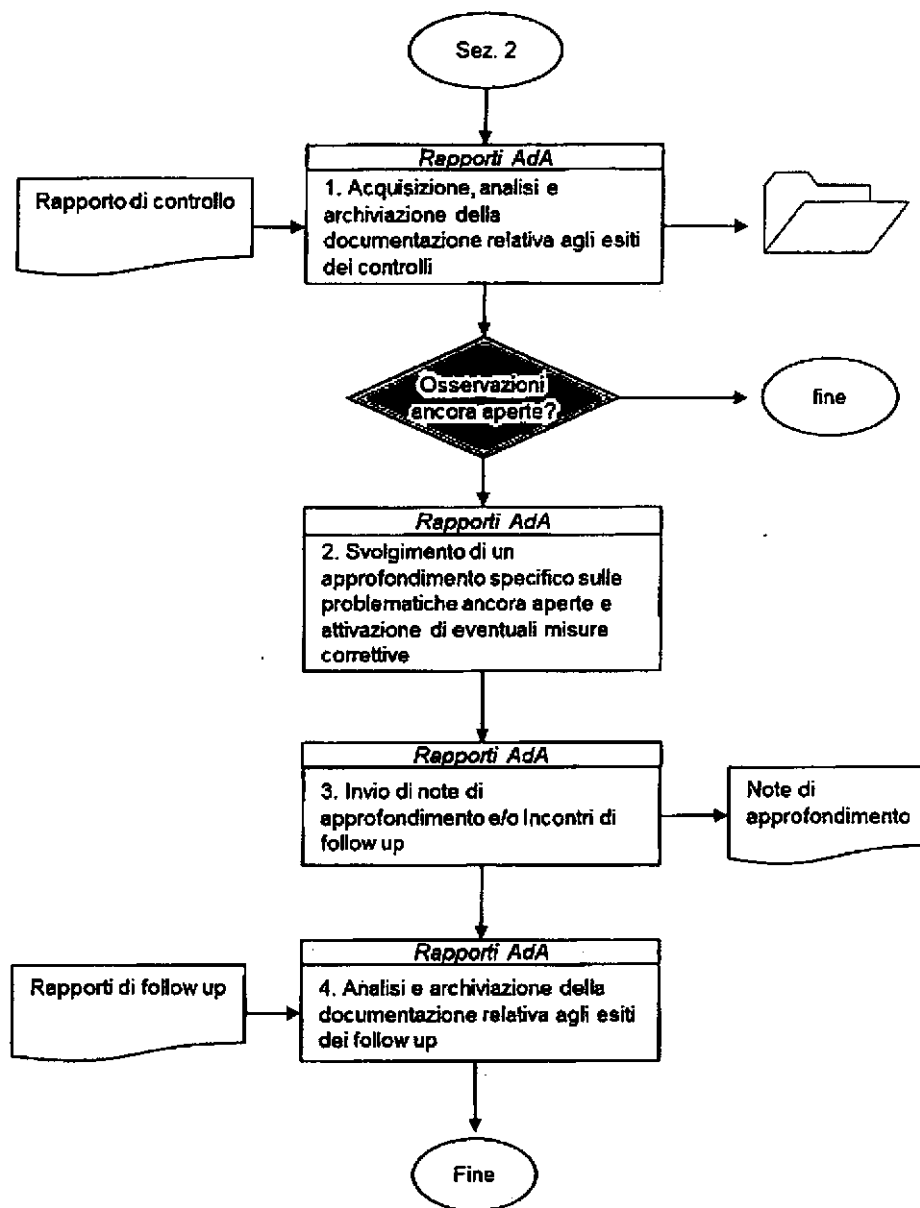 Sez. 2
Rapporti AdA
Rapporto di controllo
1. Acquisizione, analisi e
archiviazione della
documentazione relativa agli esiti
dei controlli
Osservazioni
ancora aperte?
fine
Rapporti AdA
2. Svolgimento di un
approfondimento specifico sulle
problematiche ancora aperte e
attivazione di eventuali misure
correttive
Rapporti AdA
3. Invio di note di
approfondimento e/o Incontri di
follow up
Note di
approfondimento
Rapporti AdA
Rapporti di follow up
4. Analisi e archiviazione della
documentazione relativa agli esiti
dei follow up
Fine